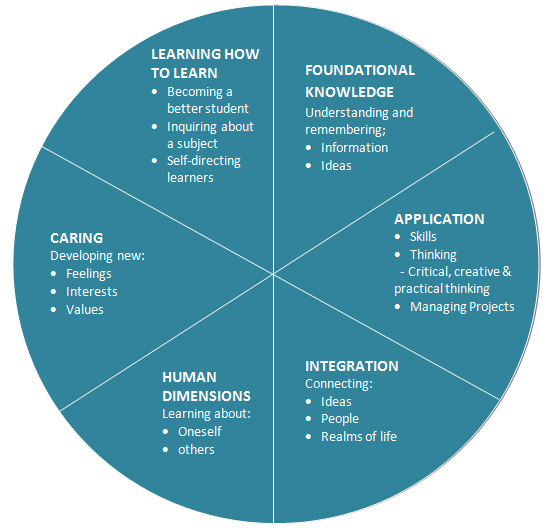 LEARNING HOW
TO LEARN
• Becoming a
better student
• Inquiring about
a subject
• Self-directing
learners
FOUNDATIONAL
KNOWLEDGE
Understanding and
remembering;
• Information
• Ideas
APPLICATION
• Skills
• Thinking
- Critical, creative &
practical thinking
• Managing Projects
INTEGRATION
Connecting:
• Ideas
• People
• Realms of life
HUMAN
DIMENSIONS
Learning about:
• Oneself
• others
CARING
Developing new:
• Feelings
• Interests
• Values